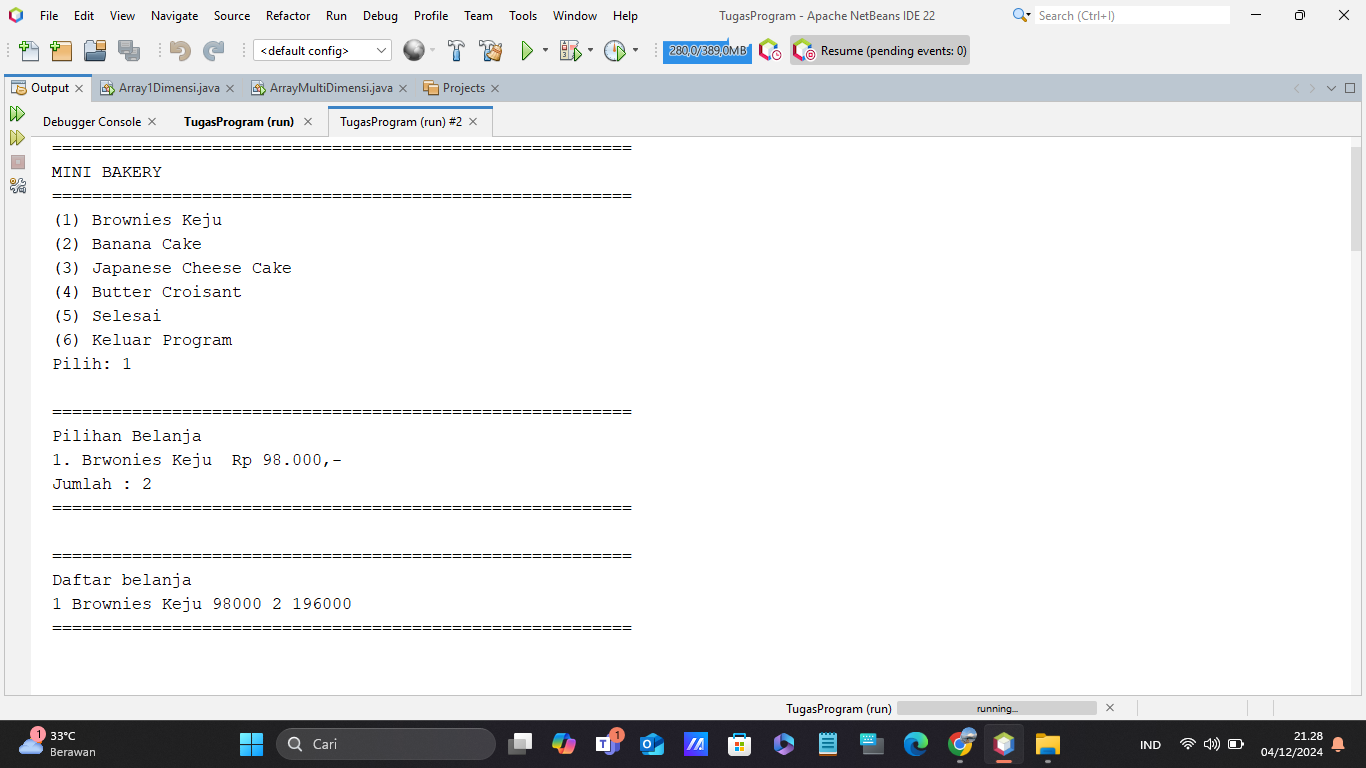 File Edit View Navigate Source Refactor Run Debug Profile Team Tools Window Help TugasProgram - Apache NetBeans IDE 22 Search (Ctrl+I)
<default config> 280,0/389,0MB Resume (pending events: 0)
Output Array1Dimensi.java ArrayMultiDimensi.java Projects
Debugger Console TugasProgram (run) TugasProgram (run) #2
==========================================================
MINI BAKERY
==========================================================
(1) Brownies Keju
(2) Banana Cake
(3) Japanese Cheese Cake
(4) Butter Croisant
(5) Selesai
(6) Keluar Program
Pilih: 1
==========================================================
Pilihan Belanja
1. Brwonies Keju  Rp 98.000,-
Jumlah : 2
==========================================================
==========================================================
Daftar belanja
1 Brownies Keju 98000 2 196000
==========================================================
TugasProgram (run) running...
1 33°C
Berawan
Cari
1
IND
21.28
04/12/2024